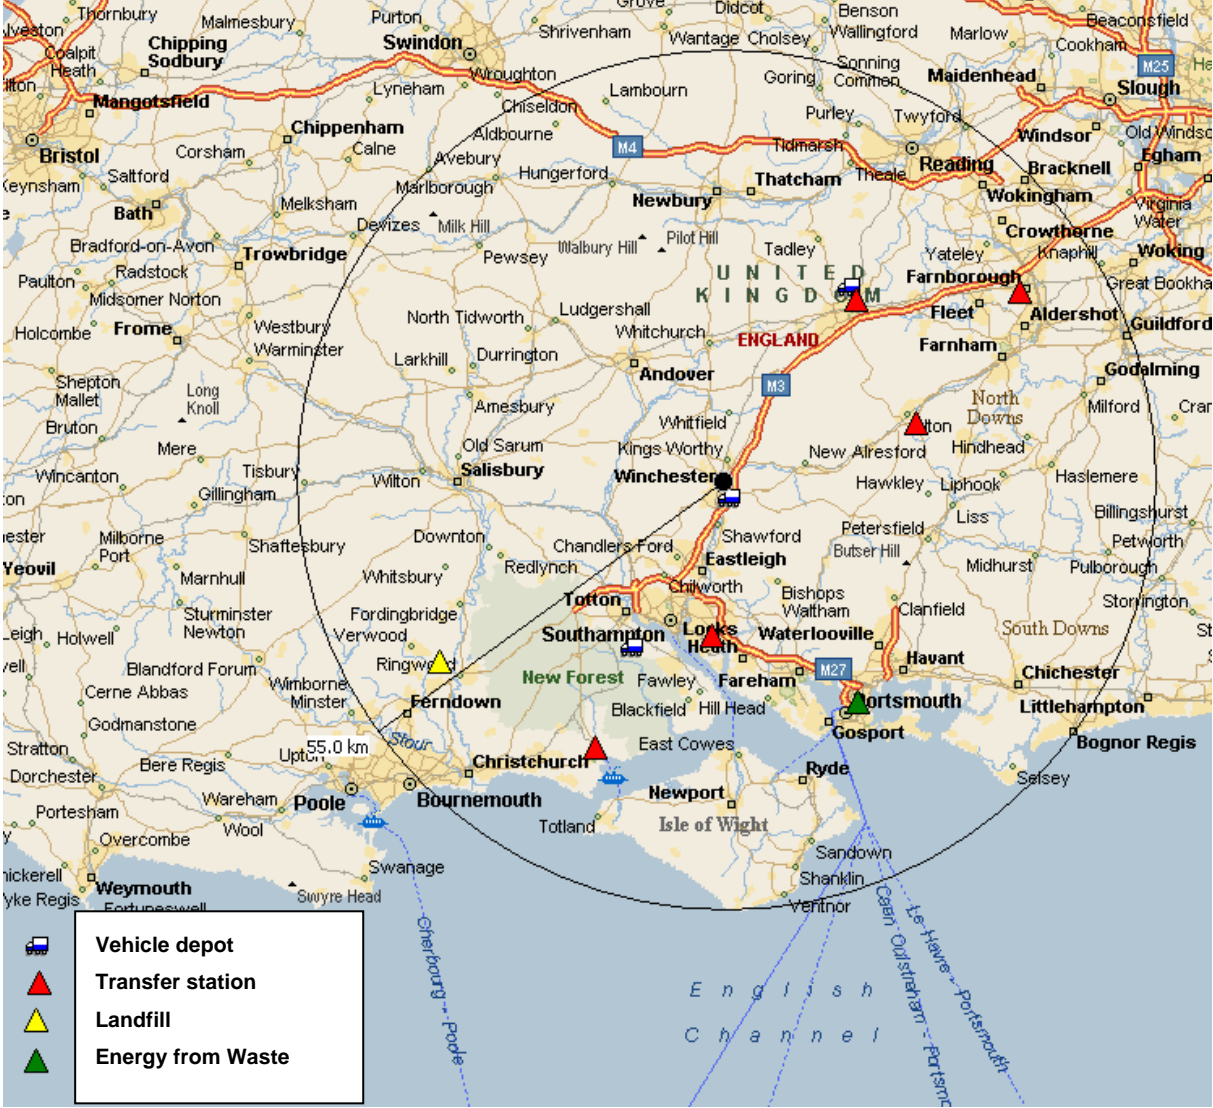 Thornbury
Malmesbury
Purton
Shrivenham
Grove
Didcot
Wantage
Cholsey
Benson
Wallingford
Marlow
Beaconsfield
Cookham
Coalpit
Heath
Chipping
Sodbury
Swindon
Wroughton
Goring
Sonning
Common
Maidenhead
M25
Slough
Mangotsfield
Lyneham
Chiseldon
Lambourn
Purley
Twyford
Windsor
Old Windsor
Bristol
Chippenham
Calne
Aldbourne
M4
Tidmarsh
Reading
Egham
Corsham
Avebury
Hungerford
Theale
Bracknell
Keynsham
Saltford
Marlborough
Thatcham
Newbury
Wokingham
Virginia
Water
Bath
Melksham
Devizes
Milk Hill
Crowthorne
Bradford-on-Avon
Trowbridge
Pewsey
Walbury Hill
Pilot Hill
Tadley
Yateley
Knaphill
Woking
Paulton
Radstock
UNITED
KINGDOM
Farnborough
Great Bookha
Midsomer Norton
Ludgershall
Fleet
Aldershot
Holcombe
Frome
Westbury
North Tidworth
Whitchurch
ENGLAND
Farnham
Guildford
Warminster
Larkhill
Durrington
Andover
Godalming
Shepton
Mallet
Long
Knoll
Amesbury
M3
North
Downs
Milford
Cran
Bruton
Mere
Old Sarum
Whitfield
Kings Worthy
lton
Hindhead
New Alresford
Wincanton
Tisbury
Wilton
Salisbury
Winchester
Hawkley
Liphook
Haslemere
Gillingham
Liss
Billingshurst
Milborne
Port
Shaftesbury
Downton
Chandlers Ford
Shawford
Petersfield
Butser Hill
Petworth
Yeovil
Marnhull
Whitsbury
Redlynch
Eastleigh
Chilworth
Midhurst
Pulborough
Sturminster
Newton
Fordingbridge
Totton
Bishops
Waltham
Clanfield
Storrington
Leigh
Holwell
Verwood
Southampton
Locks
Heath
Waterlooville
South Downs
Blandford Forum
Ringwood
New Forest
Fawley
Fareham
M27
Havant
Chichester
Cerne Abbas
Wimborne
Minster
Ferndown
Blackfield
Hill Head
Portsmouth
Littlehampton
Godmanstone
Gosport
Stratton
Bere Regis
Upton
55.0 km
Stour
Christchurch
East Cowes
Bognor Regis
Dorchester
Poole
Bournemouth
Newport
Ryde
Selsey
Portesham
Wareham
Wool
Totland
Isle of Wight
Overcombe
Swanage
Sandown
Shanklin
Weymouth
Swyre Head
Ventnor
Fortuneswell
Cherbourg - Poole
Caen Ouistreham - Portsmo
Le Havre - Portsmouth
English
Channel
Vehicle depot
Transfer station
Landfill
Energy from Waste